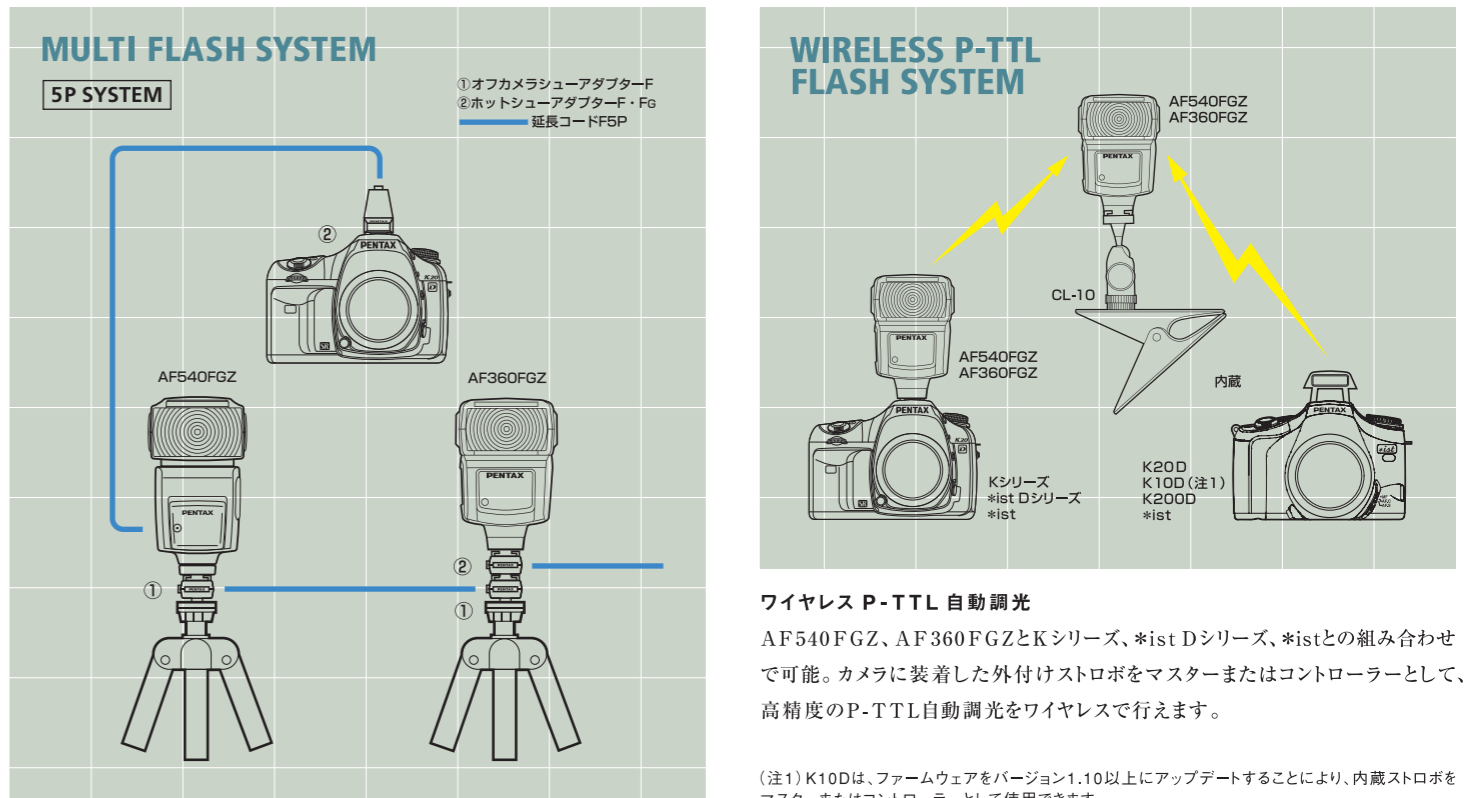 MULTI FLASH SYSTEM
5P SYSTEM
①オフカメラシューアダプターF
②ホットシューアダプターF・FG
延長コードF5P
②
PENTAX
K20
D
AF540FGZ
AF360FGZ
PENTAX
PENTAX
②
①
PENTAX
PENTAX
PENTAX
①
WIRELESS P-TTL
FLASH SYSTEM
AF540FGZ
AF360FGZ
PENTAX
CL-10
PENTAX
AF540FGZ
AF360FGZ
内蔵
PENTAX
K20
D
PENTAX
*ist
Kシリーズ
*ist Dシリーズ
*ist
K20D
K10D(注1)
K200D
*ist
ワイヤレス P-TTL 自動調光
AF540FGZ、AF360FGZとKシリーズ、*ist Dシリーズ、*istとの組み合わせ
で可能。カメラに装着した外付けストロボをマスターまたはコントローラーとして、
高精度のP-TTL自動調光をワイヤレスで行えます。
(注1)K10Dは、ファームウェアをバージョン1.10以上にアップデートすることにより、内蔵ストロボを